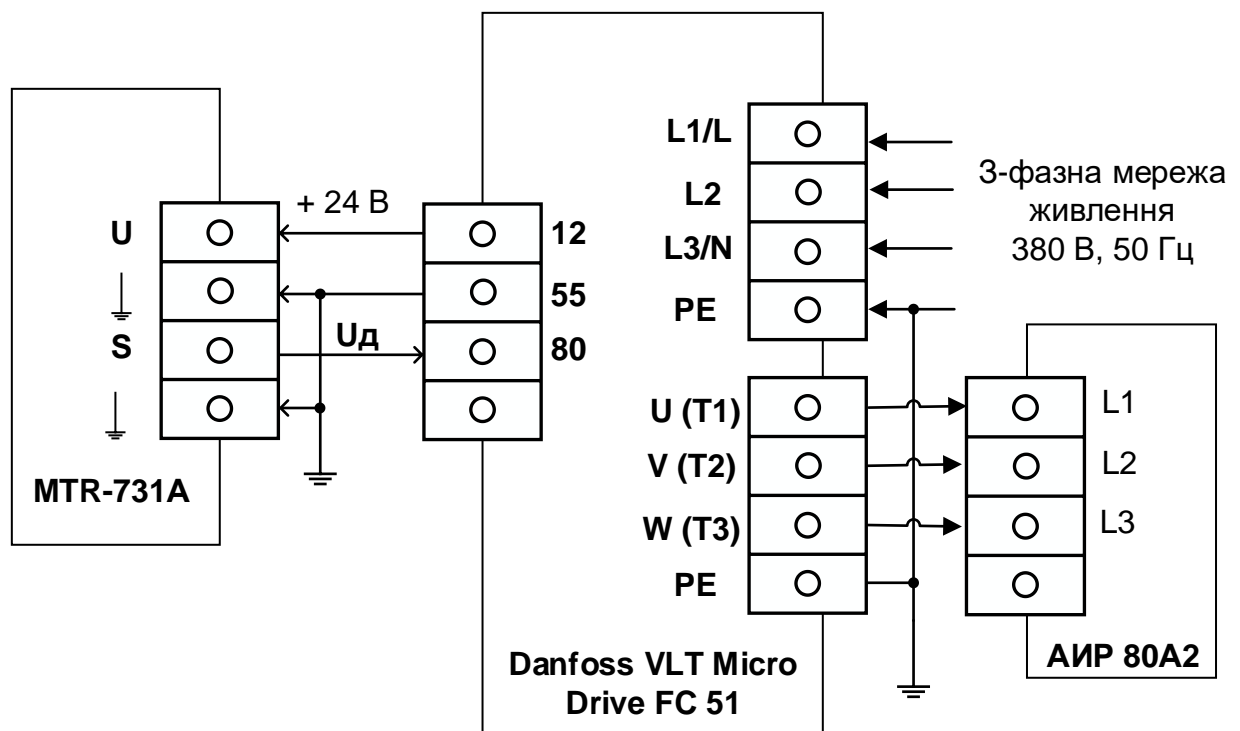 L1/L
L2
L3/N
PE
3-фазна мережа
живлення
380 В, 50 Гц
+ 24 В
U
12
55
S
Uд
80
MTR-731A
U (T1)
V (T2)
W (T3)
PE
L1
L2
L3
Danfoss VLT Micro
Drive FC 51
АИР 80А2